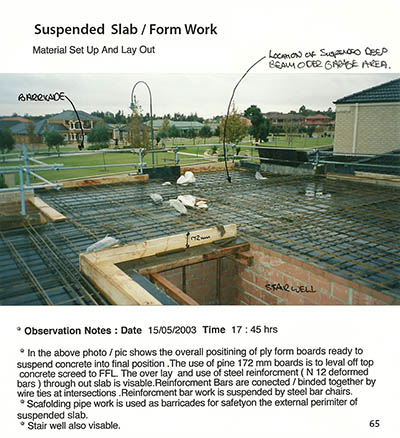 Suspended Slab / Form Work
Material Set Up And Lay Out
LOCATION OF SUSPENDED DEEP
BEAM OVER GARAGE AREA.
BARRICADE
172mm
STAIRWELL
° Observation Notes : Date 15/05/2003 Time 17 : 45 hrs
° In the above photo / pic shows the overall positining of ply form boards ready to
suspend concrete into final position .The use of pine 172 mm boards is to leval off top
concrete screed to FFL. The over lay and use of steel reinforcment ( N 12 deformed
bars ) through out slab is visable.Reinforcment Bars are conected / binded together by
wire ties at intersections .Reinforcment bar work is suspended by steel bar chairs.
° Scafolding pipe work is used as barricades for safetyon the external perimiter of
suspended slab.
° Stair well also visable.
65